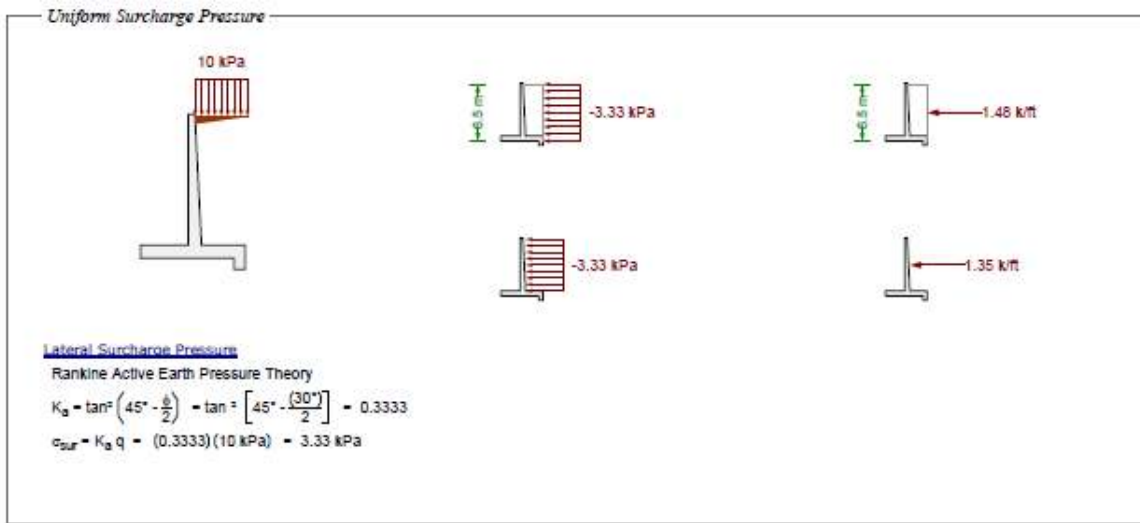 Uniform Surcharge Pressure
10 kPa
6.5 m
-3.33 kPa
6.5 m
1.48 k/ft
-3.33 kPa
1.35 k/ft
Lateral Surcharge Pressure
Rankine Active Earth Pressure Theory
Kₐ = tan² (45° - ϕ/2) = tan ² [45° - (30°)/2] = 0.3333
σsur = Kₐ q = (0.3333) (10 kPa) = 3.33 kPa